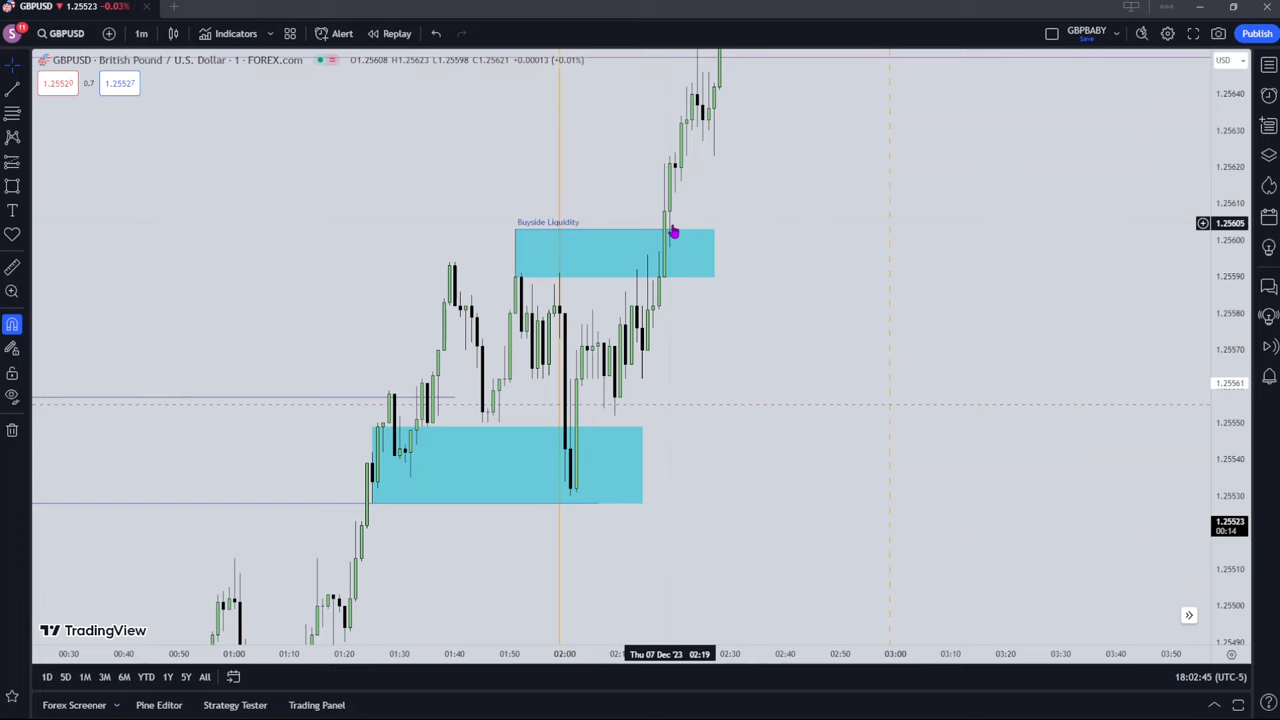 GBPUSD ▼ 1.25523 −0.03%
S 11 GBPUSD 1m Indicators Alert Replay GBPBABY Save Publish
GBPUSD · British Pound / U.S. Dollar · 1 · FOREX.com O1.25608 H1.25623 L1.25598 C1.25621 +0.00013 (+0.01%) USD
1.25520 0.7 1.25527
1.25640
1.25630
1.25620
1.25610
Buyside Liquidity
1.25605
1.25600
1.25590
1.25580
1.25570
1.25561
1.25550
1.25540
1.25530
1.25523
00:14
1.25510
1.25500
TradingView
1.25490
00:30 00:40 00:50 01:00 01:10 01:20 01:30 01:40 01:50 02:00 Thu 07 Dec '23 02:19 02:30 02:40 02:50 03:00 03:10 03:20 03:30 03:40 03:50
1D 5D 1M 3M 6M YTD 1Y 5Y All 18:02:45 (UTC-5)
Forex Screener Pine Editor Strategy Tester Trading Panel